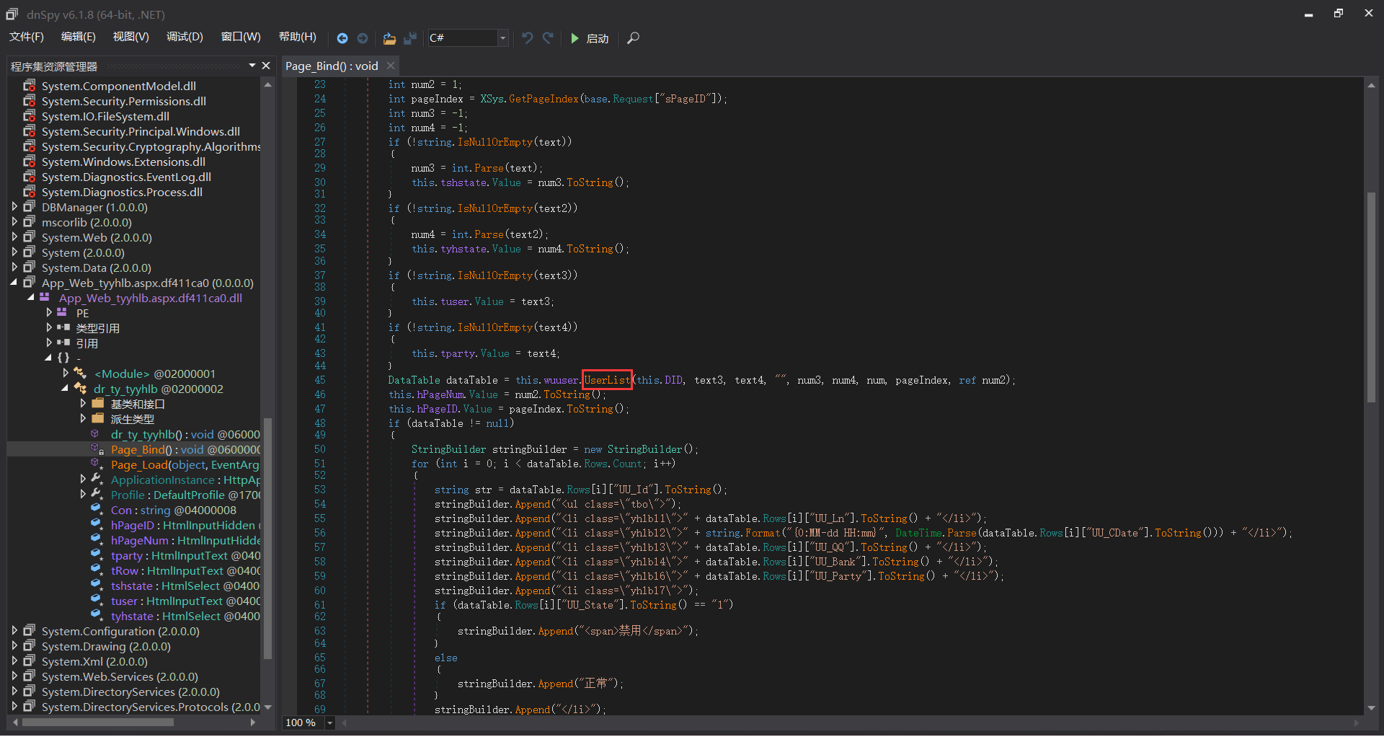 dnSpy v6.1.8 (64-bit, .NET)
文件(F) 编辑(E) 视图(V) 调试(D) 窗口(W) 帮助(H) C# 启动
程序集资源管理器
System.ComponentModel.dll
System.Security.Permissions.dll
System.IO.FileSystem.dll
System.Security.Principal.Windows.dll
System.Security.Cryptography.Algorithms
System.Windows.Extensions.dll
System.Diagnostics.EventLog.dll
System.Diagnostics.Process.dll
DBManager (1.0.0.0)
mscorlib (2.0.0.0)
System.Web (2.0.0.0)
System (2.0.0.0)
System.Data (2.0.0.0)
App_Web_tyyhlb.aspx.df411ca0 (0.0.0.0)
App_Web_tyyhlb.aspx.df411ca0.dll
PE
类型引用
引用
{ } -
<Module> @02000001
dr_ty_tyyhlb @02000002
基类和接口
派生类型
dr_ty_tyyhlb() : void @0600
Page_Bind() : void @060000
Page_Load(object, EventArg
ApplicationInstance : HttpAp
Profile : DefaultProfile @1700
Con : string @04000008
hPageID : HtmlInputHidden
hPageNum : HtmlInputHidde
tparty : HtmlInputText @040
tRow : HtmlInputText @0400
tshstate : HtmlSelect @0400
tuser : HtmlInputText @0400
tyhstate : HtmlSelect @0400
System.Configuration (2.0.0.0)
System.Drawing (2.0.0.0)
System.Xml (2.0.0.0)
System.Web.Services (2.0.0.0)
System.DirectoryServices (2.0.0.0)
System.DirectoryServices.Protocols (2.0.0
Page_Bind() : void
23 int num2 = 1;
24 int pageIndex = XSys.GetPageIndex(base.Request["sPageID"]);
25 int num3 = -1;
26 int num4 = -1;
27 if (!string.IsNullOrEmpty(text))
28 {
29 num3 = int.Parse(text);
30 this.tshstate.Value = num3.ToString();
31 }
32 if (!string.IsNullOrEmpty(text2))
33 {
34 num4 = int.Parse(text2);
35 this.tyhstate.Value = num4.ToString();
36 }
37 if (!string.IsNullOrEmpty(text3))
38 {
39 this.tuser.Value = text3;
40 }
41 if (!string.IsNullOrEmpty(text4))
42 {
43 this.tparty.Value = text4;
44 }
45 DataTable dataTable = this.wuuser.UserList(this.DID, text3, text4, "", num3, num4, num, pageIndex, ref num2);
46 this.hPageNum.Value = num2.ToString();
47 this.hPageID.Value = pageIndex.ToString();
48 if (dataTable != null)
49 {
50 StringBuilder stringBuilder = new StringBuilder();
51 for (int i = 0; i < dataTable.Rows.Count; i++)
52 {
53 string str = dataTable.Rows[i]["UU_Id"].ToString();
54 stringBuilder.Append("<ul class=\"tbo\">");
55 stringBuilder.Append("<li class=\"yhlbl1\">" + dataTable.Rows[i]["UU_Ln"].ToString() + "</li>");
56 stringBuilder.Append("<li class=\"yhlbl2\">" + string.Format("{0:MM-dd HH:mm}", DateTime.Parse(dataTable.Rows[i]["UU_CDate"].ToString())) + "</li>");
57 stringBuilder.Append("<li class=\"yhlbl3\">" + dataTable.Rows[i]["UU_QQ"].ToString() + "</li>");
58 stringBuilder.Append("<li class=\"yhlbl4\">" + dataTable.Rows[i]["UU_Bank"].ToString() + "</li>");
59 stringBuilder.Append("<li class=\"yhlbl6\">" + dataTable.Rows[i]["UU_Party"].ToString() + "</li>");
60 stringBuilder.Append("<li class=\"yhlbl7\">");
61 if (dataTable.Rows[i]["UU_State"].ToString() == "1")
62 {
63 stringBuilder.Append("<span>禁用</span>");
64 }
65 else
66 {
67 stringBuilder.Append("正常");
68 }
69 stringBuilder.Append("</li>");
100 %